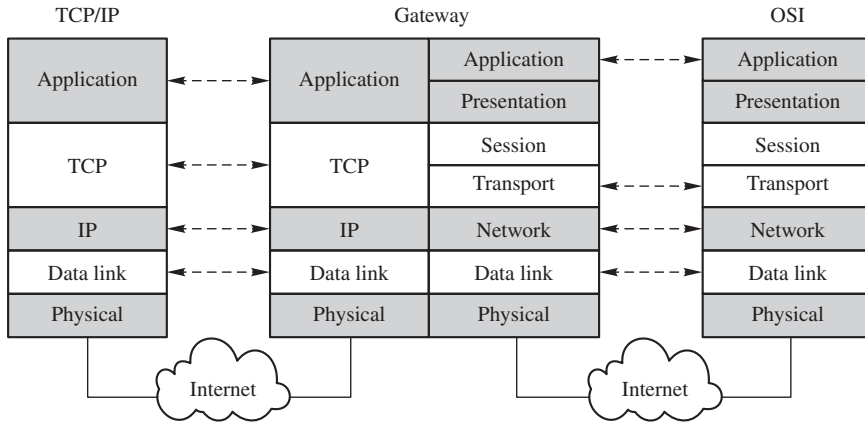 TCP/IP
Gateway
OSI
Application
Application
Application
Application
Presentation
Presentation
TCP
TCP
Session
Session
Transport
Transport
IP
IP
Network
Network
Data link
Data link
Data link
Data link
Physical
Physical
Physical
Physical
Internet
Internet